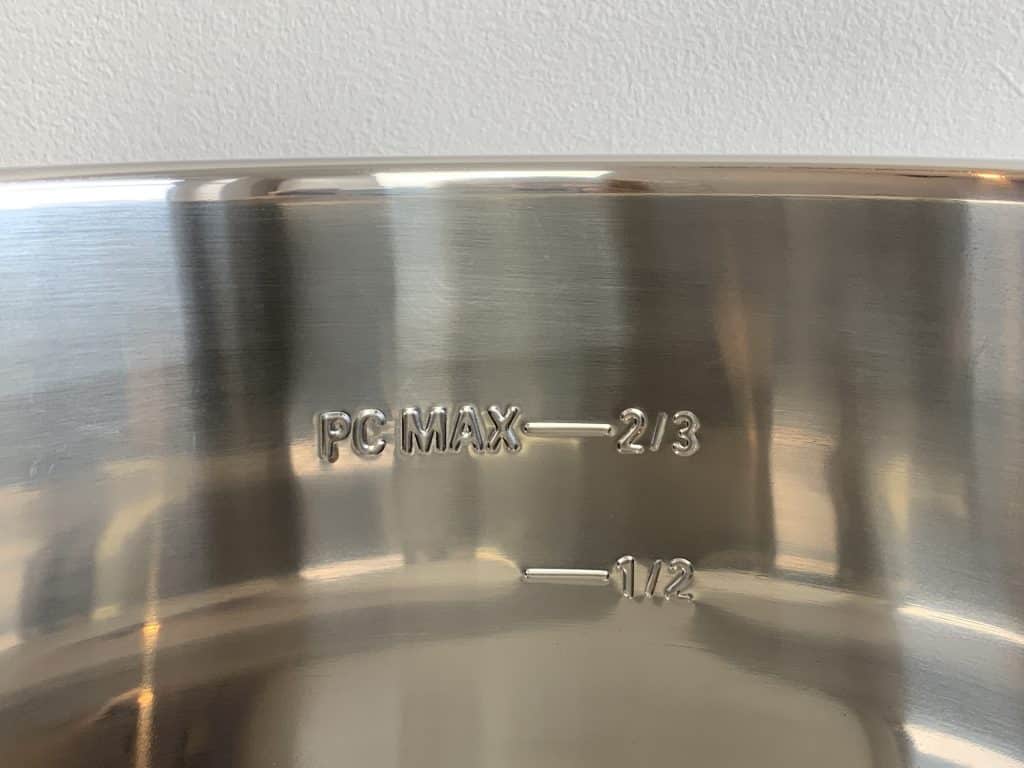 PC MAX — 2/3
— 1/2